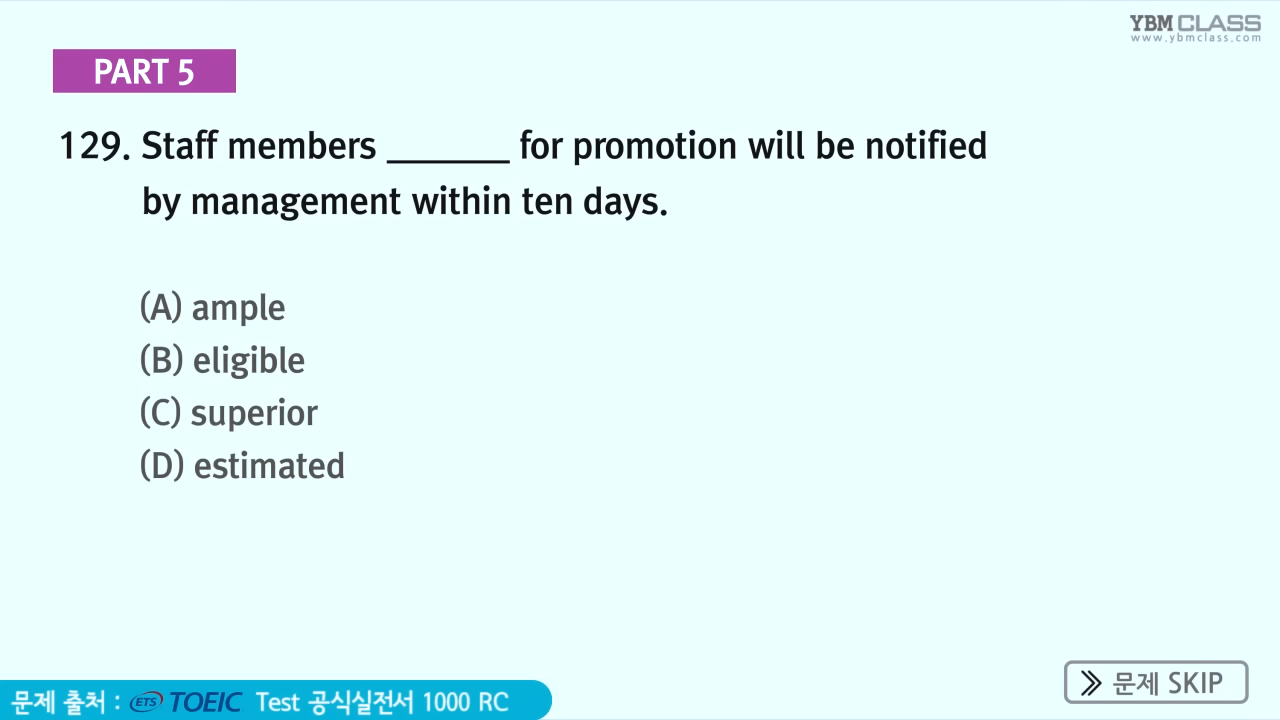 YBM CLASS
www.ybmclass.com
PART 5
129. Staff members _______ for promotion will be notified
by management within ten days.
(A) ample
(B) eligible
(C) superior
(D) estimated
문제 SKIP
문제 출처 : ETS TOEIC Test 공식실전서 1000 RC